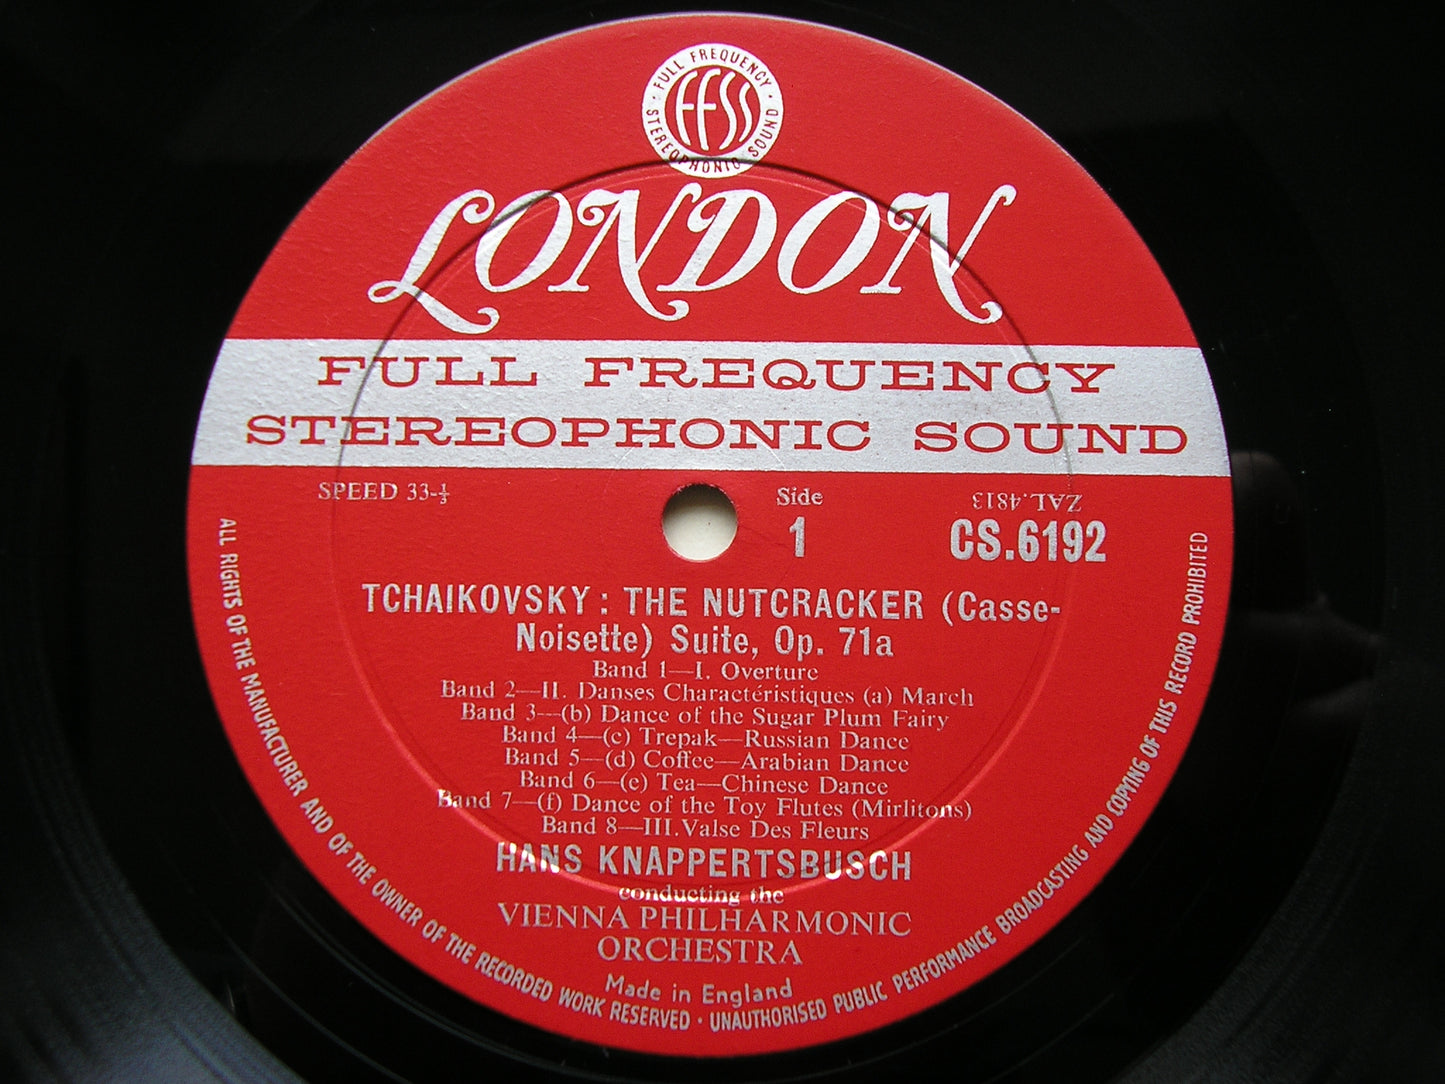 · FULL FREQUENCY ·
STEREOPHONIC SOUND
FFSS
LONDON
FULL FREQUENCY
STEREOPHONIC SOUND
SPEED 33-⅓
Side
1
ZAL.4813
CS.6192
TCHAIKOVSKY : THE NUTCRACKER (Casse-
Noisette) Suite, Op. 71a
Band 1—I. Overture
Band 2—II. Danses Charactéristiques (a) March
Band 3—(b) Dance of the Sugar Plum Fairy
Band 4—(c) Trepak—Russian Dance
Band 5—(d) Coffee—Arabian Dance
Band 6—(e) Tea—Chinese Dance
Band 7—(f) Dance of the Toy Flutes (Mirlitons)
Band 8—III. Valse Des Fleurs
HANS KNAPPERTSBUSCH
conducting the
VIENNA PHILHARMONIC
ORCHESTRA
Made in England
ALL RIGHTS OF THE MANUFACTURER AND OF THE OWNER OF THE RECORDED WORK RESERVED · UNAUTHORISED PUBLIC PERFORMANCE BROADCASTING AND COPYING OF THIS RECORD PROHIBITED